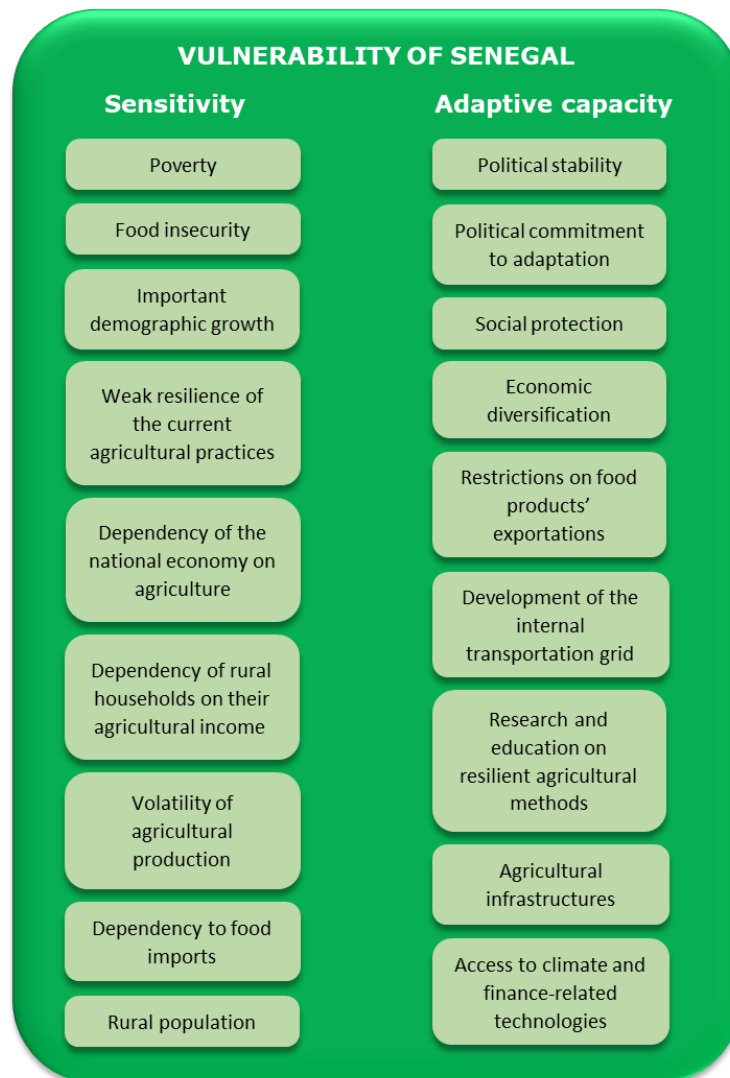 VULNERABILITY OF SENEGAL
Sensitivity
Poverty
Food insecurity
Important
demographic growth
Weak resilience of
the current
agricultural practices
Dependency of the
national economy on
agriculture
Dependency of rural
households on their
agricultural income
Volatility of
agricultural
production
Dependency to food
imports
Rural population
Adaptive capacity
Political stability
Political commitment
to adaptation
Social protection
Economic
diversification
Restrictions on food
products’
exportations
Development of the
internal
transportation grid
Research and
education on
resilient agricultural
methods
Agricultural
infrastructures
Access to climate and
finance-related
technologies